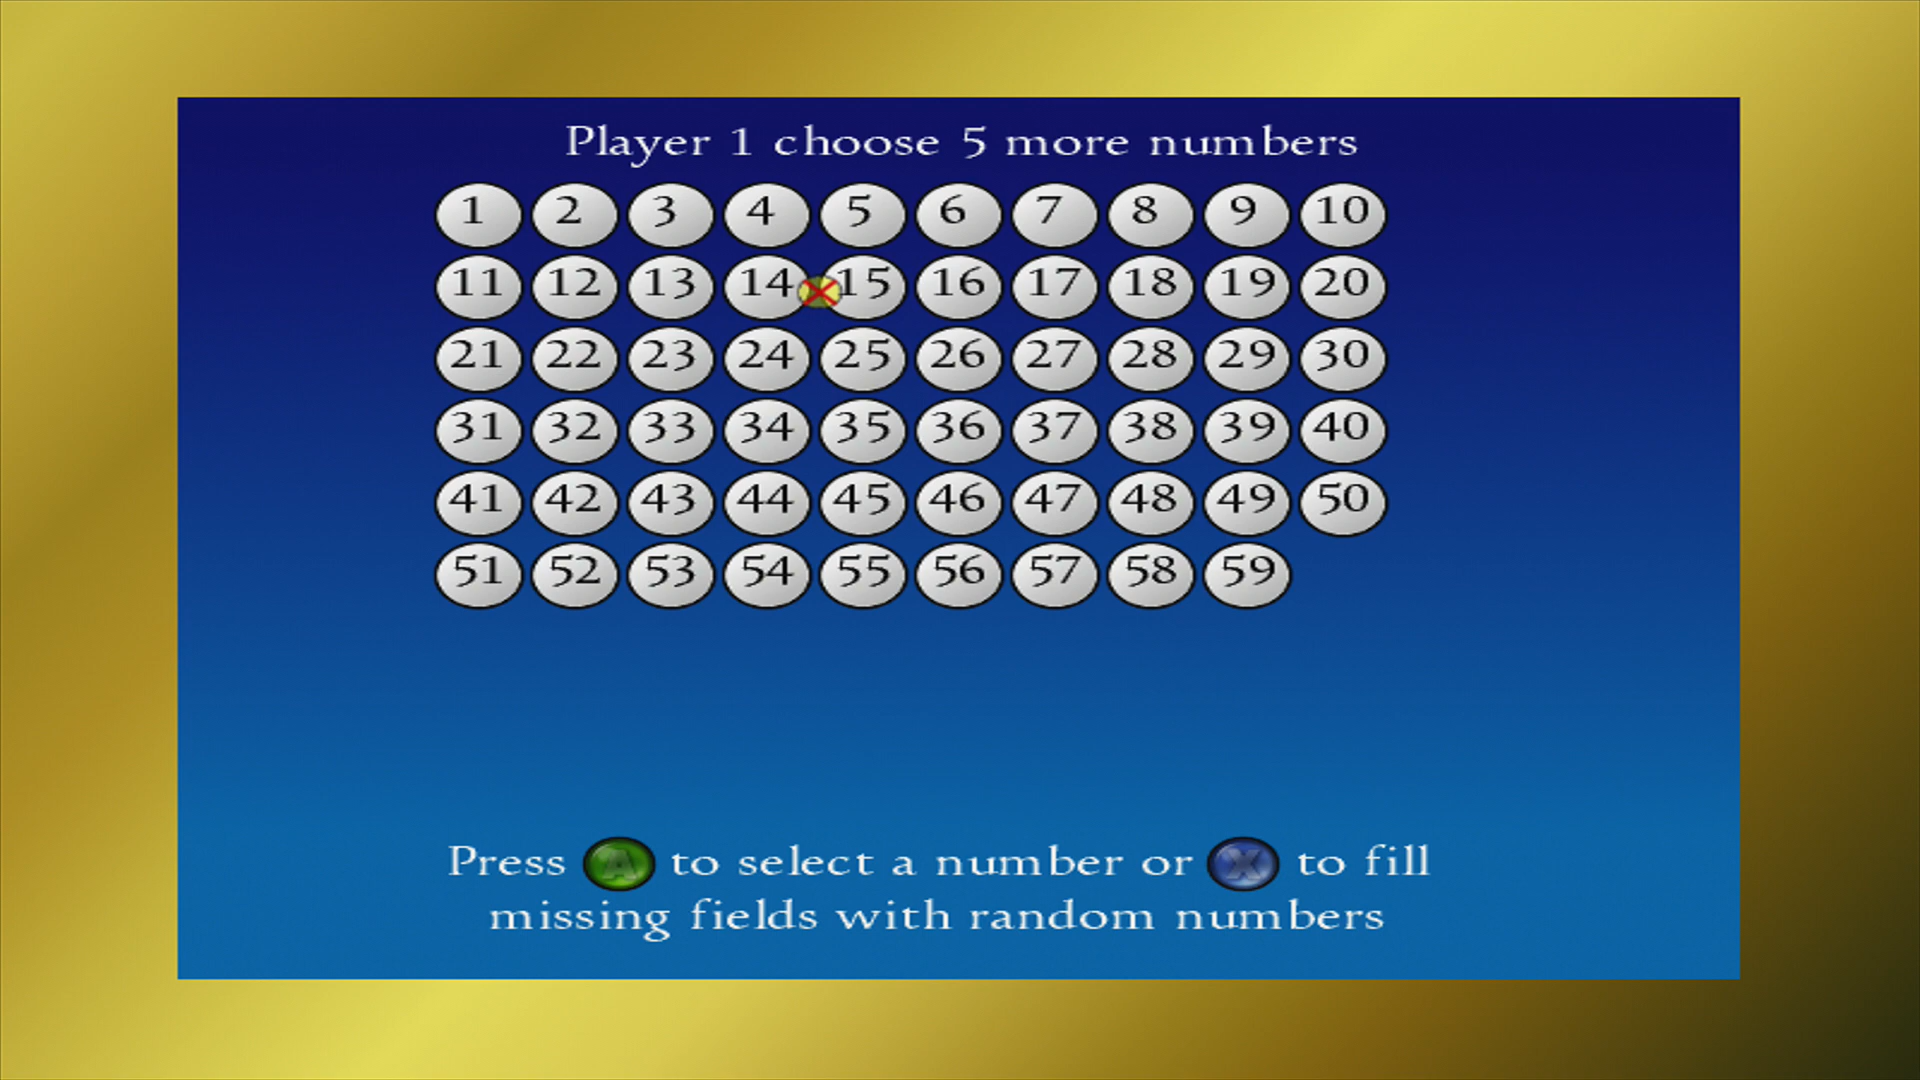 Player 1 choose 5 more numbers
1 2 3 4 5 6 7 8 9 10
11 12 13 14 15 16 17 18 19 20
21 22 23 24 25 26 27 28 29 30
31 32 33 34 35 36 37 38 39 40
41 42 43 44 45 46 47 48 49 50
51 52 53 54 55 56 57 58 59
Press A to select a number or X to fill
missing fields with random numbers